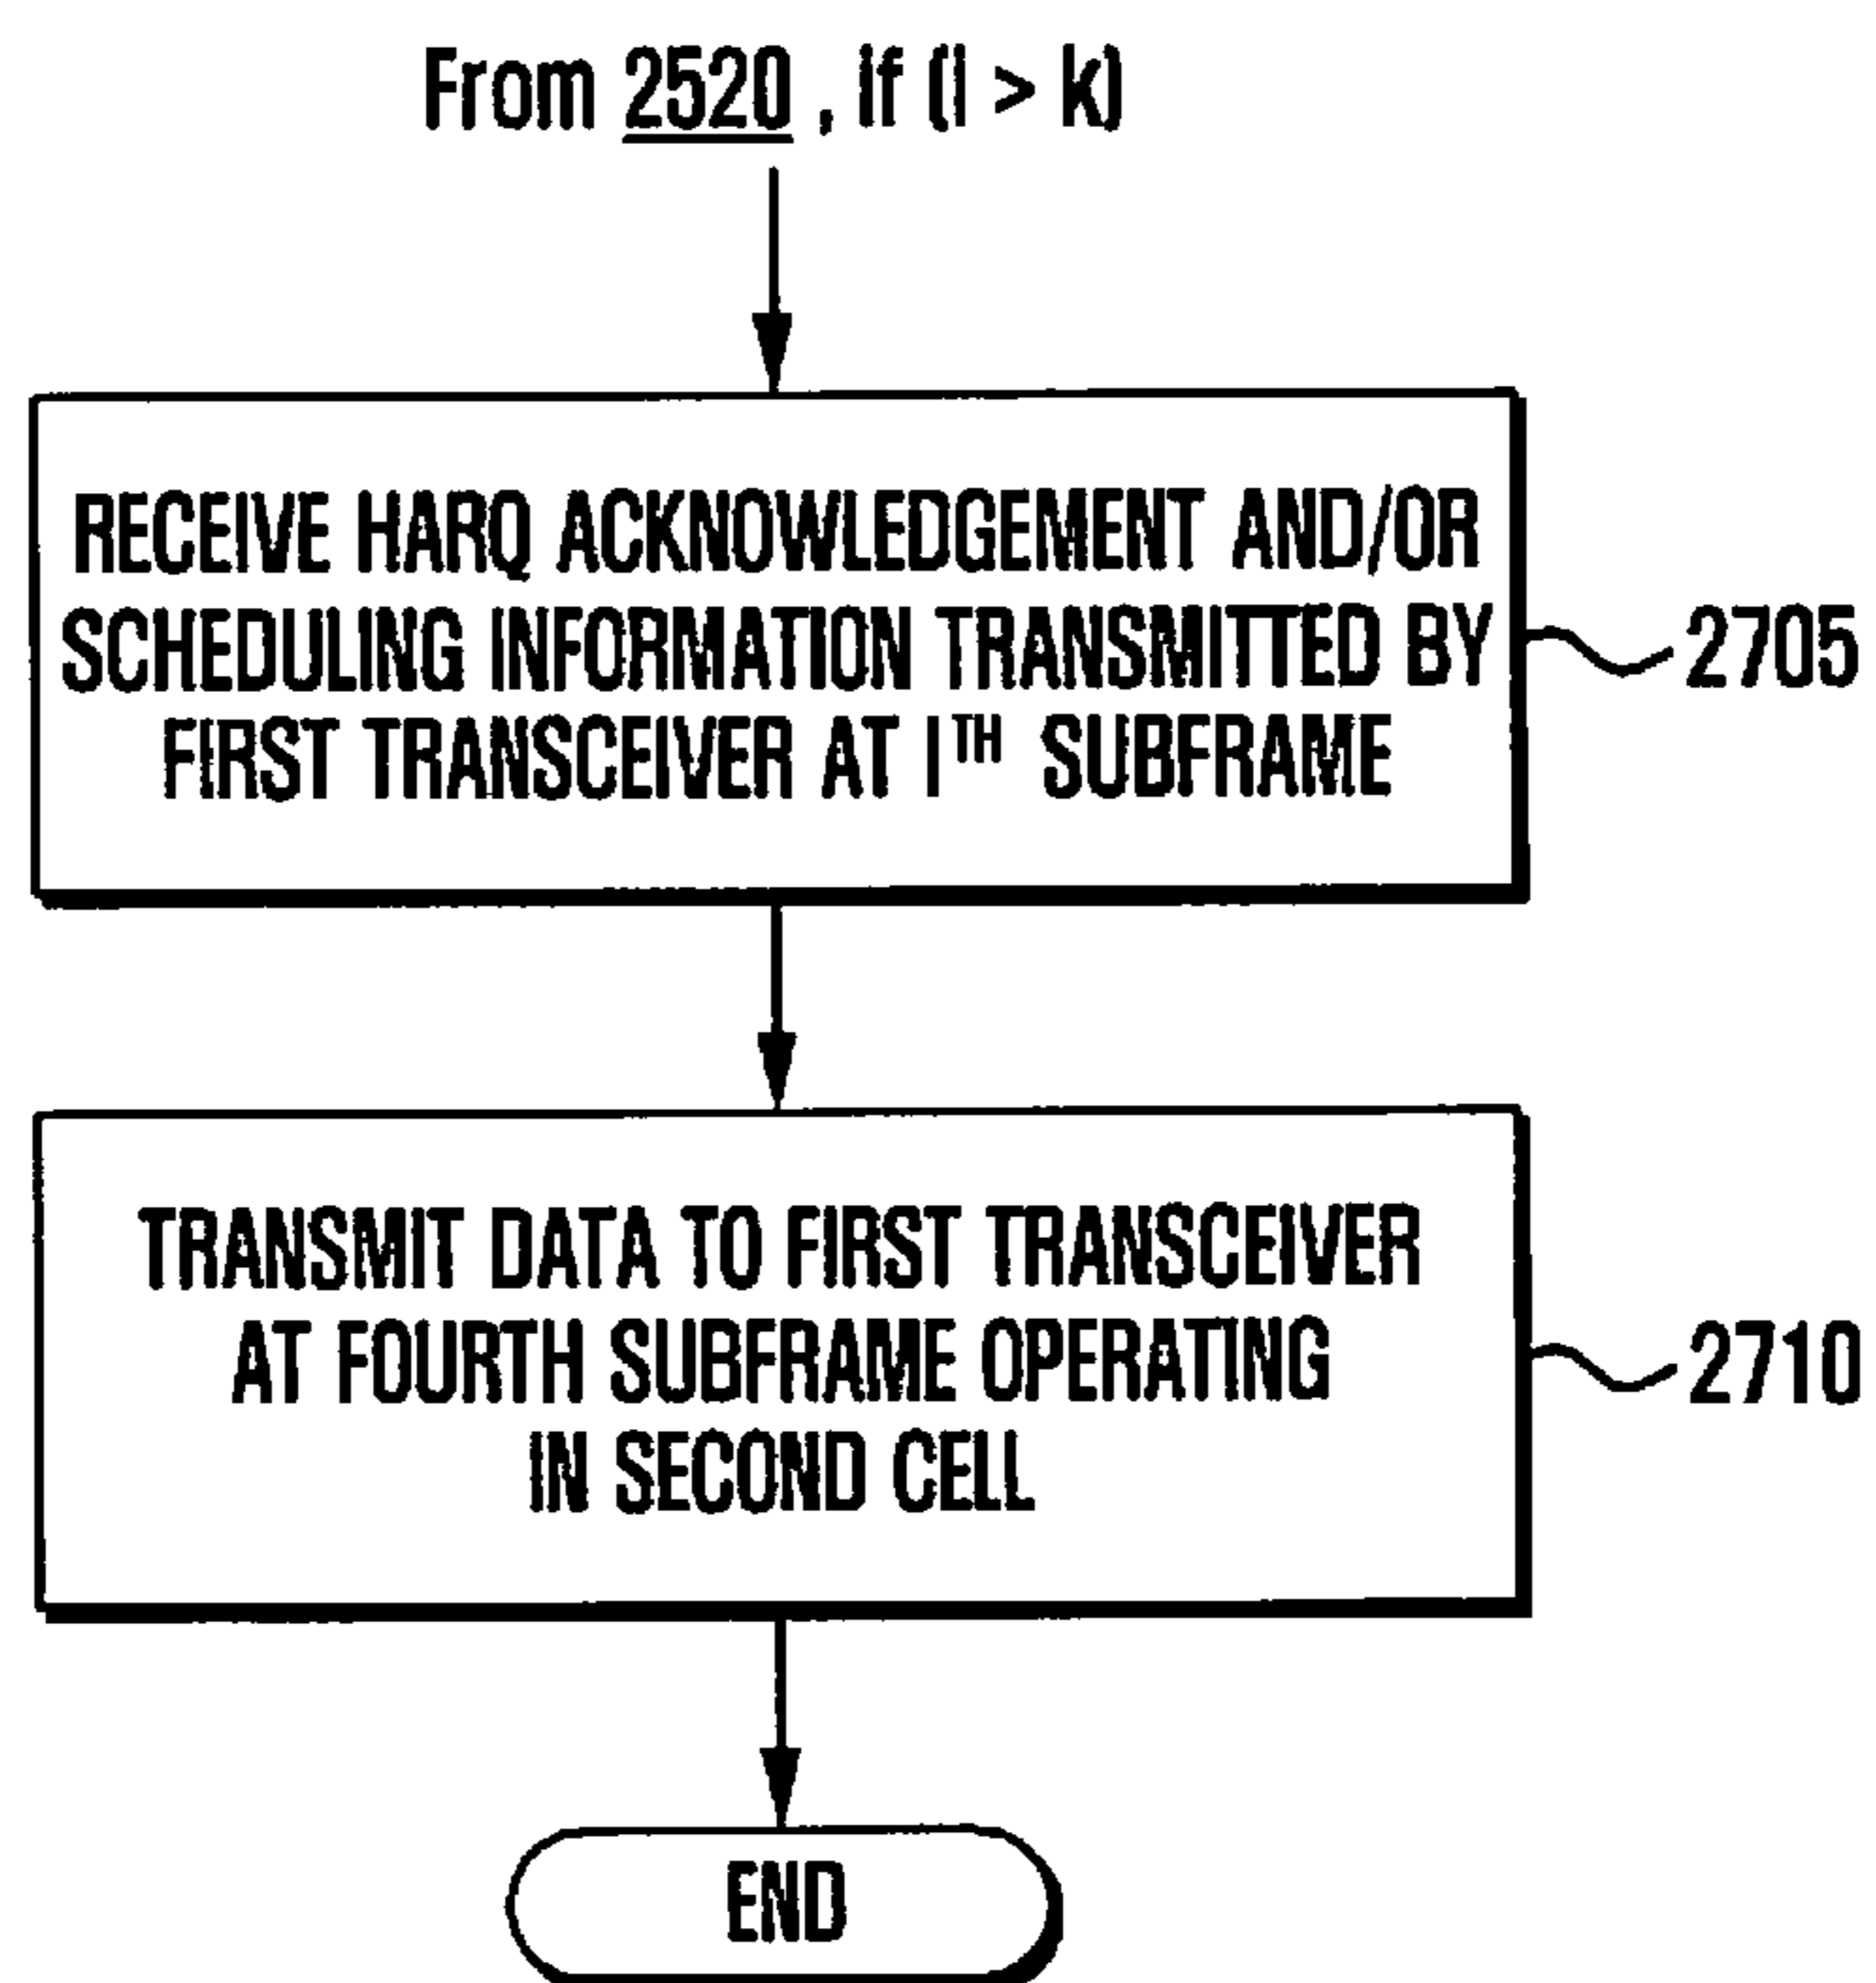 From 2520 , if (l > k)
RECEIVE HARQ ACKNOWLEDGEMENT AND/OR
SCHEDULING INFORMATION TRANSMITTED BY
FIRST TRANSCEIVER AT lTH SUBFRAME
2705
TRANSMIT DATA TO FIRST TRANSCEIVER
AT FOURTH SUBFRAME OPERATING
IN SECOND CELL
2710
END